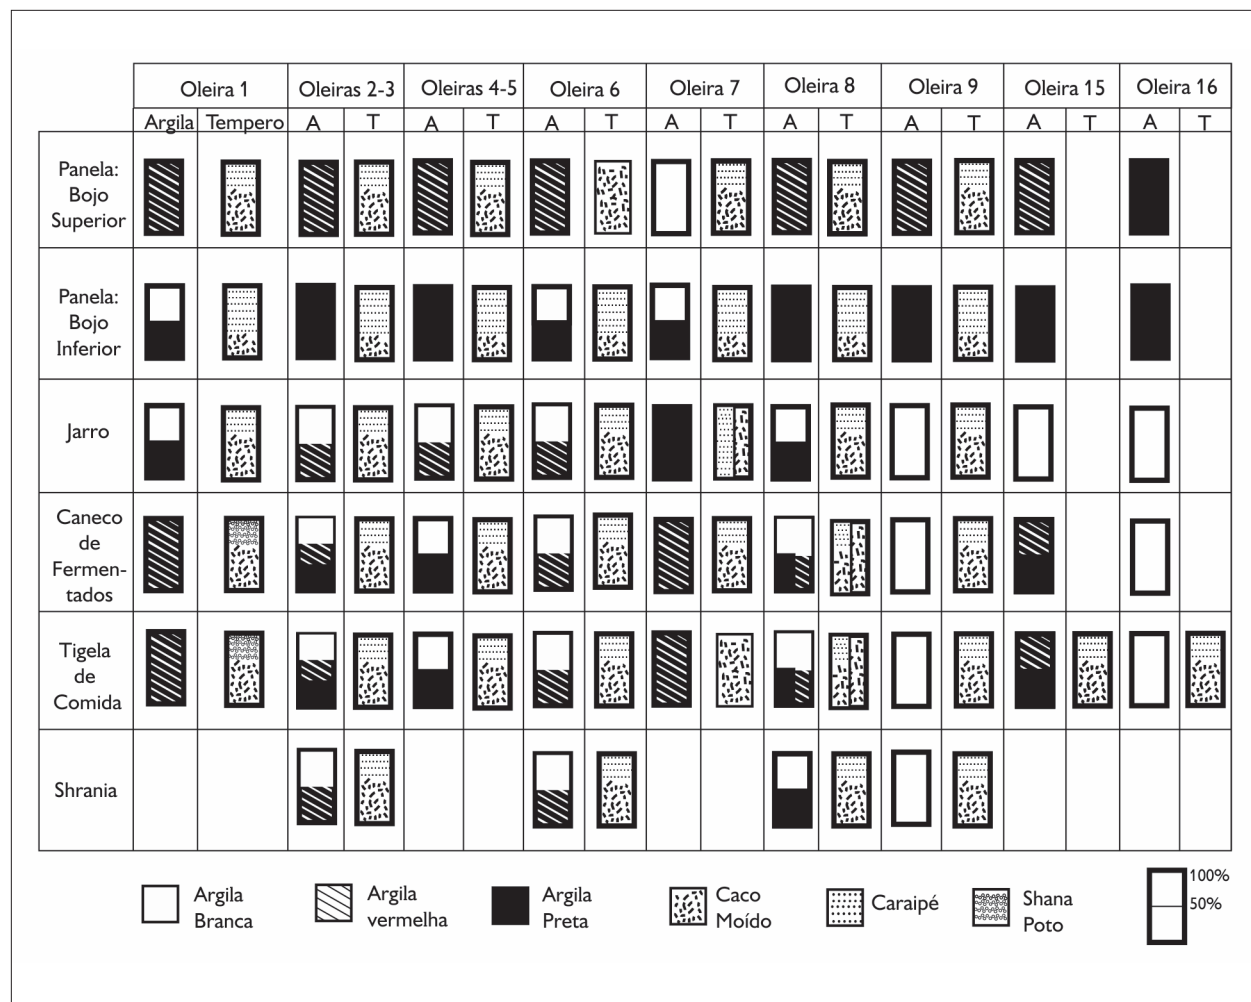 Oleira 1 Oleiras 2-3 Oleiras 4-5 Oleira 6 Oleira 7 Oleira 8 Oleira 9 Oleira 15 Oleira 16
Argila Tempero A T A T A T A T A T A T A T A T
Panela:
Bojo
Superior
Panela:
Bojo
Inferior
Jarro
Caneco
de
Fermen-
tados
Tigela
de
Comida
Shrania
Argila
Branca
Argila
vermelha
Argila
Preta
Caco
Moído
Caraipé
Shana
Poto
100%
50%